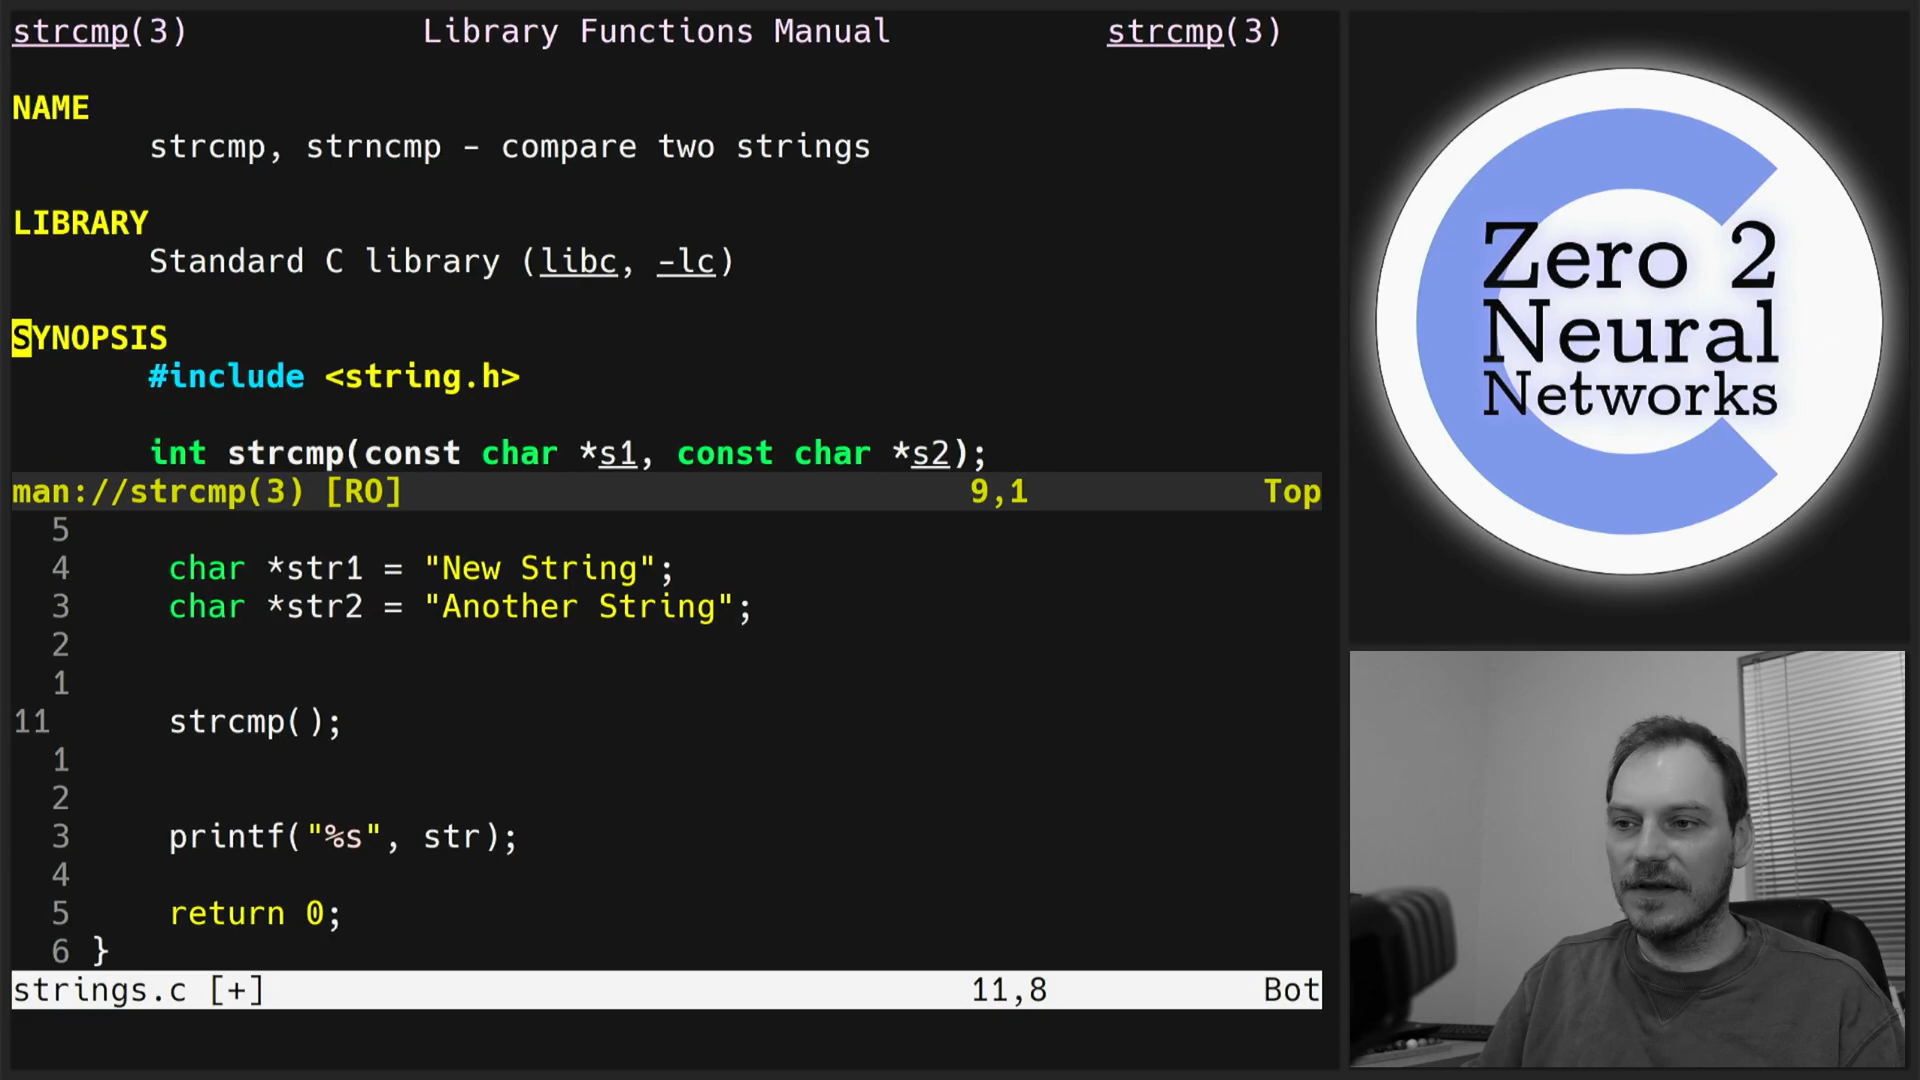 strcmp(3) Library Functions Manual strcmp(3)
NAME
strcmp, strncmp - compare two strings
LIBRARY
Standard C library (libc, -lc)
SYNOPSIS
#include <string.h>
int strcmp(const char *s1, const char *s2);
man://strcmp(3) [RO] 9,1 Top
5
4 char *str1 = "New String";
3 char *str2 = "Another String";
2
1
11 strcmp();
1
2
3 printf("%s", str);
4
5 return 0;
6 }
strings.c [+] 11,8 Bot
Zero 2
Neural
Networks